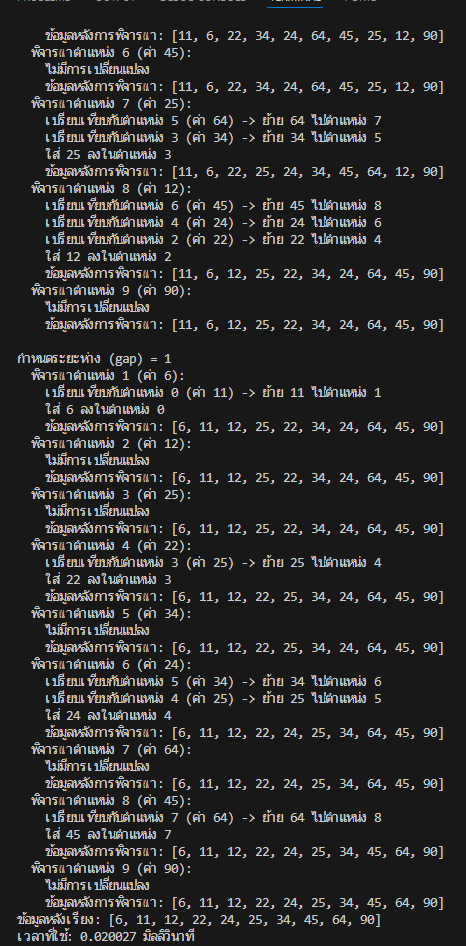 ข้อมูลหลังการพิจารณา: [11, 6, 22, 34, 24, 64, 45, 25, 12, 90]
พิจารณาตำแหน่ง 6 (ค่า 45):
ไม่มีการเปลี่ยนแปลง
ข้อมูลหลังการพิจารณา: [11, 6, 22, 34, 24, 64, 45, 25, 12, 90]
พิจารณาตำแหน่ง 7 (ค่า 25):
เปรียบเทียบกับตำแหน่ง 5 (ค่า 64) -> ย้าย 64 ไปตำแหน่ง 7
เปรียบเทียบกับตำแหน่ง 3 (ค่า 34) -> ย้าย 34 ไปตำแหน่ง 5
ใส่ 25 ลงในตำแหน่ง 3
ข้อมูลหลังการพิจารณา: [11, 6, 22, 25, 24, 34, 45, 64, 12, 90]
พิจารณาตำแหน่ง 8 (ค่า 12):
เปรียบเทียบกับตำแหน่ง 6 (ค่า 45) -> ย้าย 45 ไปตำแหน่ง 8
เปรียบเทียบกับตำแหน่ง 4 (ค่า 24) -> ย้าย 24 ไปตำแหน่ง 6
เปรียบเทียบกับตำแหน่ง 2 (ค่า 22) -> ย้าย 22 ไปตำแหน่ง 4
ใส่ 12 ลงในตำแหน่ง 2
ข้อมูลหลังการพิจารณา: [11, 6, 12, 25, 22, 34, 24, 64, 45, 90]
พิจารณาตำแหน่ง 9 (ค่า 90):
ไม่มีการเปลี่ยนแปลง
ข้อมูลหลังการพิจารณา: [11, 6, 12, 25, 22, 34, 24, 64, 45, 90]
กำหนดระยะห่าง (gap) = 1
พิจารณาตำแหน่ง 1 (ค่า 6):
เปรียบเทียบกับตำแหน่ง 0 (ค่า 11) -> ย้าย 11 ไปตำแหน่ง 1
ใส่ 6 ลงในตำแหน่ง 0
ข้อมูลหลังการพิจารณา: [6, 11, 12, 25, 22, 34, 24, 64, 45, 90]
พิจารณาตำแหน่ง 2 (ค่า 12):
ไม่มีการเปลี่ยนแปลง
ข้อมูลหลังการพิจารณา: [6, 11, 12, 25, 22, 34, 24, 64, 45, 90]
พิจารณาตำแหน่ง 3 (ค่า 25):
ไม่มีการเปลี่ยนแปลง
ข้อมูลหลังการพิจารณา: [6, 11, 12, 25, 22, 34, 24, 64, 45, 90]
พิจารณาตำแหน่ง 4 (ค่า 22):
เปรียบเทียบกับตำแหน่ง 3 (ค่า 25) -> ย้าย 25 ไปตำแหน่ง 4
ใส่ 22 ลงในตำแหน่ง 3
ข้อมูลหลังการพิจารณา: [6, 11, 12, 22, 25, 34, 24, 64, 45, 90]
พิจารณาตำแหน่ง 5 (ค่า 34):
ไม่มีการเปลี่ยนแปลง
ข้อมูลหลังการพิจารณา: [6, 11, 12, 22, 25, 34, 24, 64, 45, 90]
พิจารณาตำแหน่ง 6 (ค่า 24):
เปรียบเทียบกับตำแหน่ง 5 (ค่า 34) -> ย้าย 34 ไปตำแหน่ง 6
เปรียบเทียบกับตำแหน่ง 4 (ค่า 25) -> ย้าย 25 ไปตำแหน่ง 5
ใส่ 24 ลงในตำแหน่ง 4
ข้อมูลหลังการพิจารณา: [6, 11, 12, 22, 24, 25, 34, 64, 45, 90]
พิจารณาตำแหน่ง 7 (ค่า 64):
ไม่มีการเปลี่ยนแปลง
ข้อมูลหลังการพิจารณา: [6, 11, 12, 22, 24, 25, 34, 64, 45, 90]
พิจารณาตำแหน่ง 8 (ค่า 45):
เปรียบเทียบกับตำแหน่ง 7 (ค่า 64) -> ย้าย 64 ไปตำแหน่ง 8
ใส่ 45 ลงในตำแหน่ง 7
ข้อมูลหลังการพิจารณา: [6, 11, 12, 22, 24, 25, 34, 45, 64, 90]
พิจารณาตำแหน่ง 9 (ค่า 90):
ไม่มีการเปลี่ยนแปลง
ข้อมูลหลังการพิจารณา: [6, 11, 12, 22, 24, 25, 34, 45, 64, 90]
ข้อมูลหลังเรียง: [6, 11, 12, 22, 24, 25, 34, 45, 64, 90]
เวลาที่ใช้: 0.020027 มิลลิวินาที